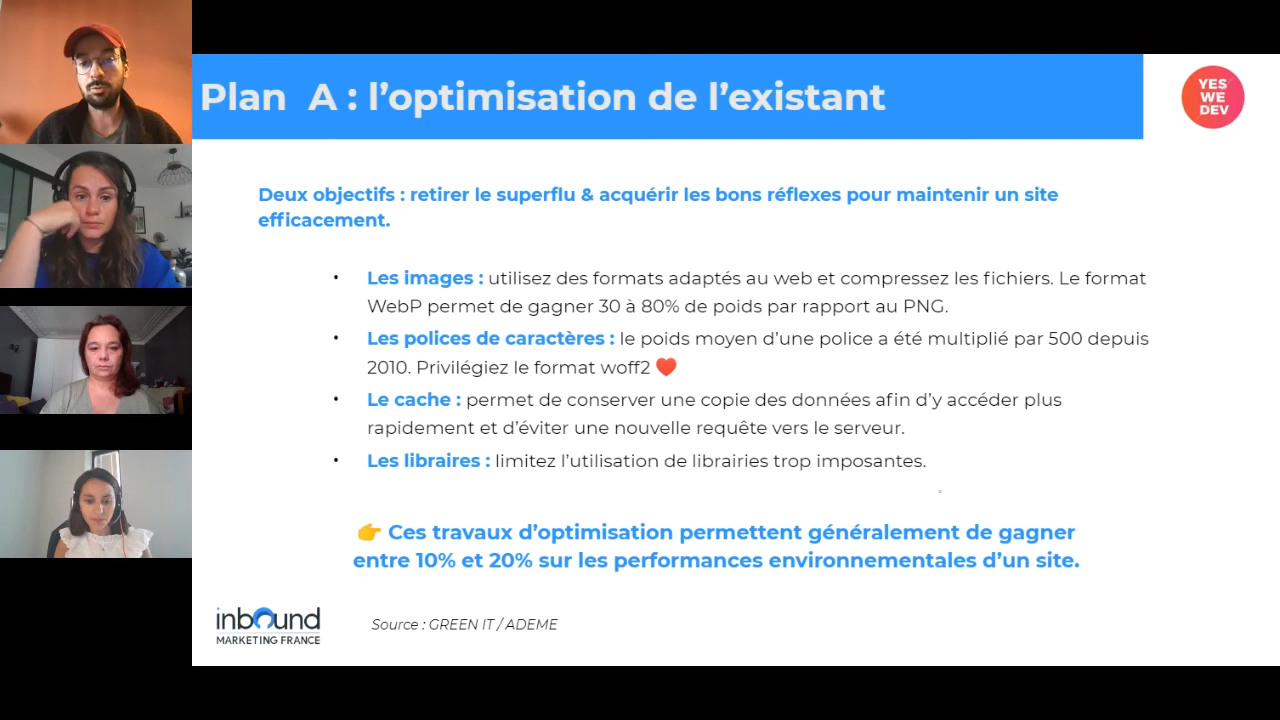 Plan A : l’optimisation de l’existant
YES
WE
DEV
Deux objectifs : retirer le superflu & acquérir les bons réflexes pour maintenir un site
efficacement.
• Les images : utilisez des formats adaptés au web et compressez les fichiers. Le format
WebP permet de gagner 30 à 80% de poids par rapport au PNG.
• Les polices de caractères : le poids moyen d’une police a été multiplié par 500 depuis
2010. Privilégiez le format woff2 ♥️
• Le cache : permet de conserver une copie des données afin d’y accéder plus
rapidement et d’éviter une nouvelle requête vers le serveur.
• Les libraires : limitez l’utilisation de librairies trop imposantes.
👉 Ces travaux d’optimisation permettent généralement de gagner
entre 10% et 20% sur les performances environnementales d’un site.
inbound
MARKETING FRANCE
Source : GREEN IT / ADEME